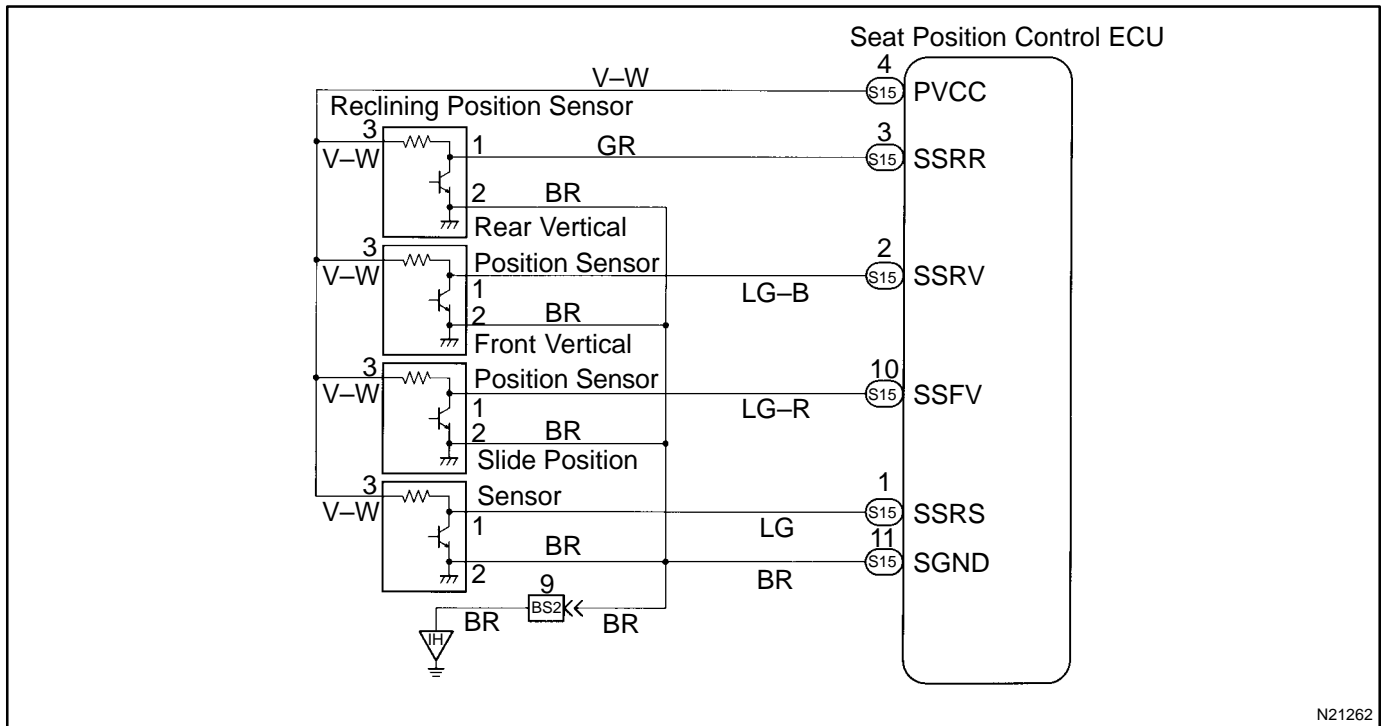 Seat Position Control ECU
4
V–W
S15
PVCC
Reclining Position Sensor
3
1
GR
3
S15
SSRR
V–W
2
BR
Rear Vertical
3
Position Sensor
2
S15
SSRV
V–W
1
LG–B
2
BR
Front Vertical
3
Position Sensor
10
S15
SSFV
V–W
1
LG–R
2
BR
Slide Position
3
Sensor
1
S15
SSRS
V–W
1
LG
BR
11
S15
SGND
2
BR
9
BS2
BR
BR
IH
N21262